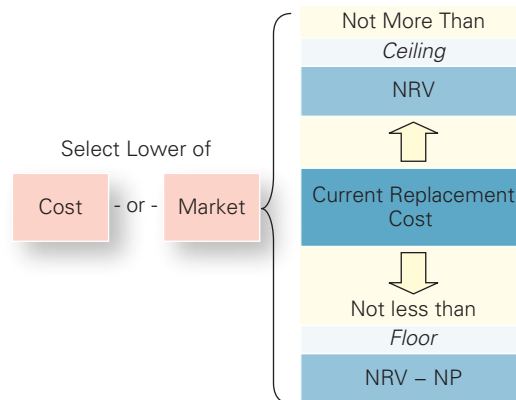 Select Lower of
Cost
- or -
Market
Not More Than
Ceiling
NRV
Current Replacement
Cost
Not less than
Floor
NRV – NP